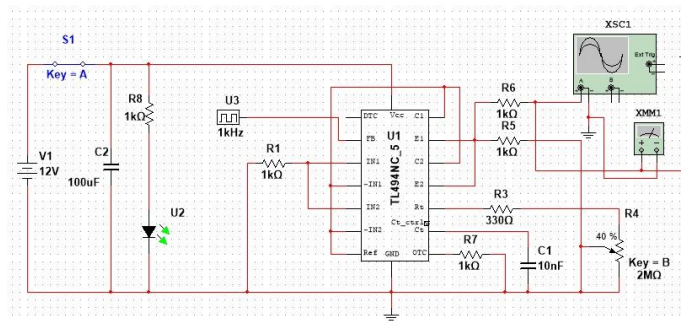 XSC1
S1
Key = A
Ext Trig
A
B
R8
1kΩ
U3
1kHz
R6
1kΩ
XMM1
DTC
Vcc
C1
FB
U1
E1
IN1
TL494NC_5
C2
-IN1
E2
IN2
Rt
Ct_ctrl
-IN2
Ct
Ref
GND
OTC
R5
1kΩ
V1
12V
C2
100uF
R1
1kΩ
U2
R3
330Ω
R4
40 %
Key = B
2MΩ
R7
1kΩ
C1
10nF